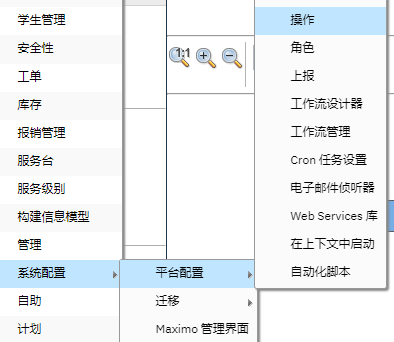 学生管理
安全性
工单
库存
报销管理
服务台
服务级别
构建信息模型
管理
系统配置
自助
计划
平台配置
迁移
Maximo 管理界面
操作
角色
上报
工作流设计器
工作流管理
Cron 任务设置
电子邮件侦听器
Web Services 库
在上下文中启动
自动化脚本
1:1